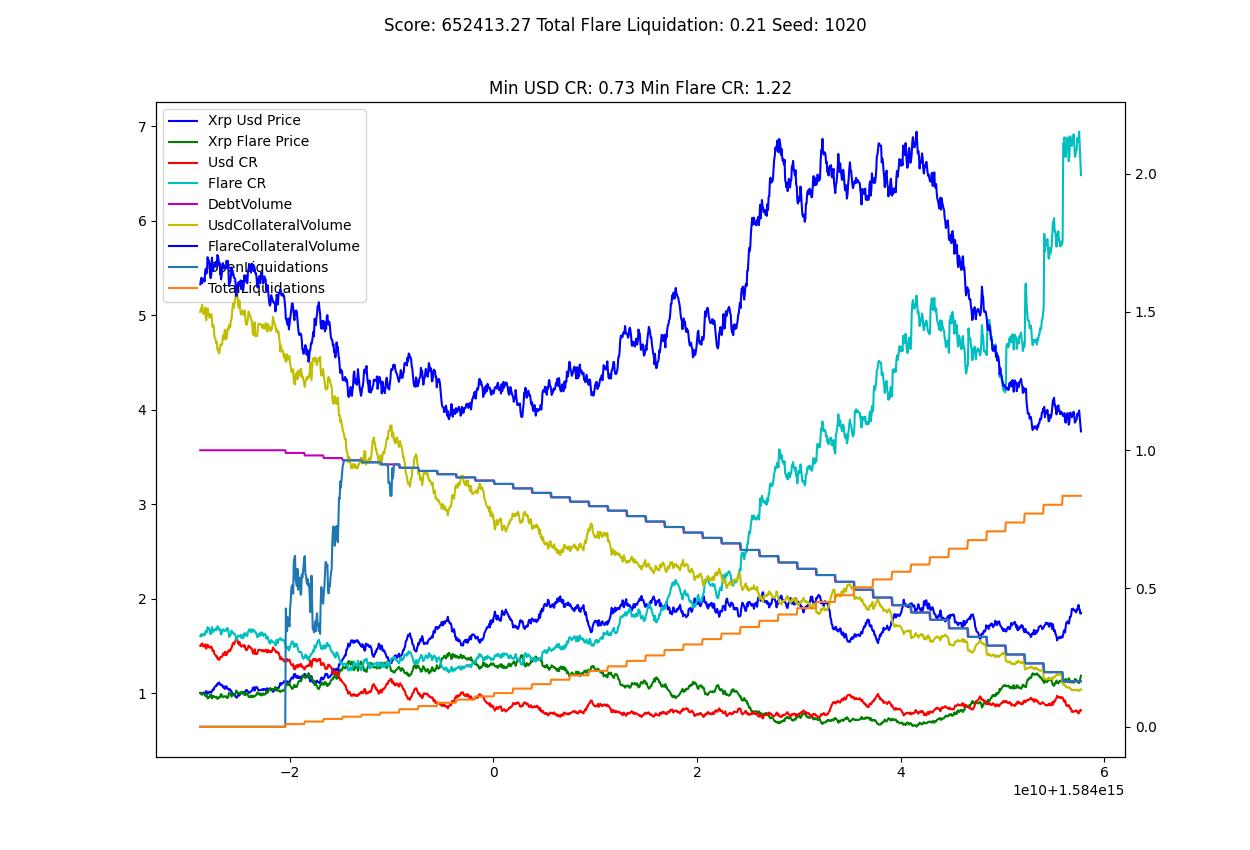 Score: 652413.27 Total Flare Liquidation: 0.21 Seed: 1020
Min USD CR: 0.73 Min Flare CR: 1.22
Xrp Usd Price
Xrp Flare Price
Usd CR
Flare CR
DebtVolume
UsdCollateralVolume
FlareCollateralVolume
OpenLiquidations
TotalLiquidations
7
6
5
4
3
2
1
2.0
1.5
1.0
0.5
0.0
−2
0
2
4
6
1e10+1.584e15